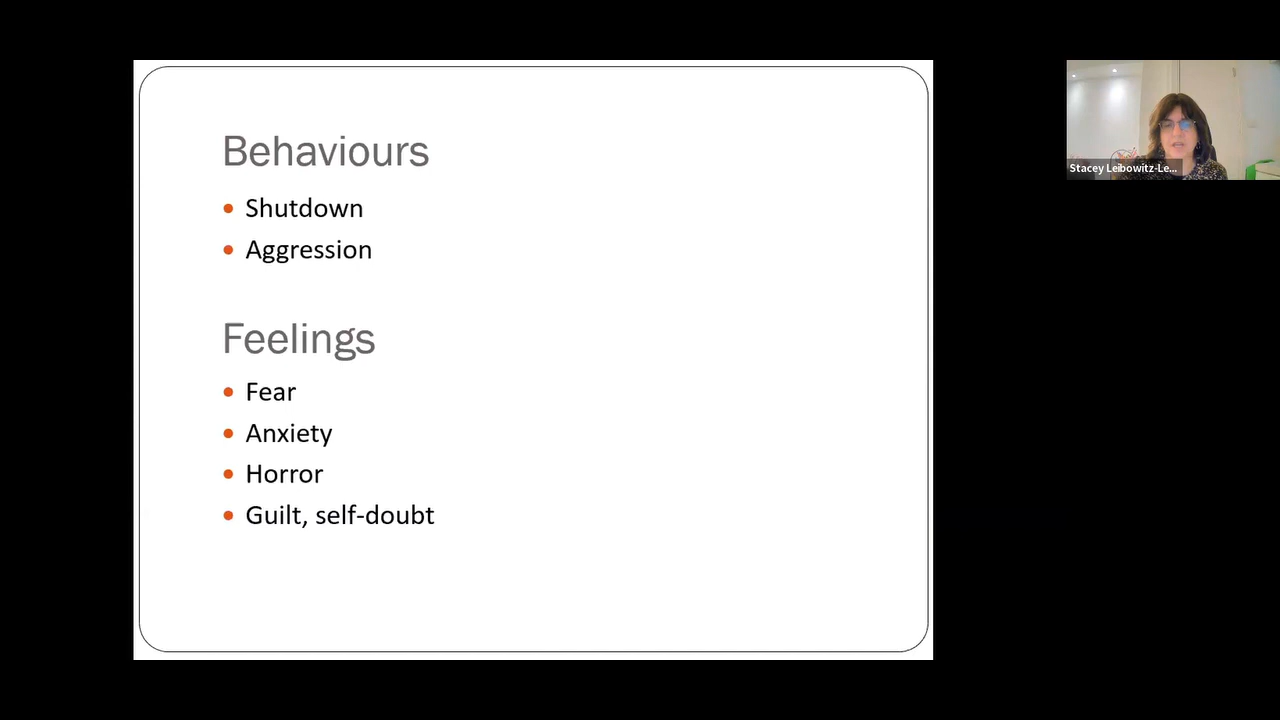 Behaviours
Shutdown
Aggression
Feelings
Fear
Anxiety
Horror
Guilt, self-doubt
Stacey Leibowitz-Le...